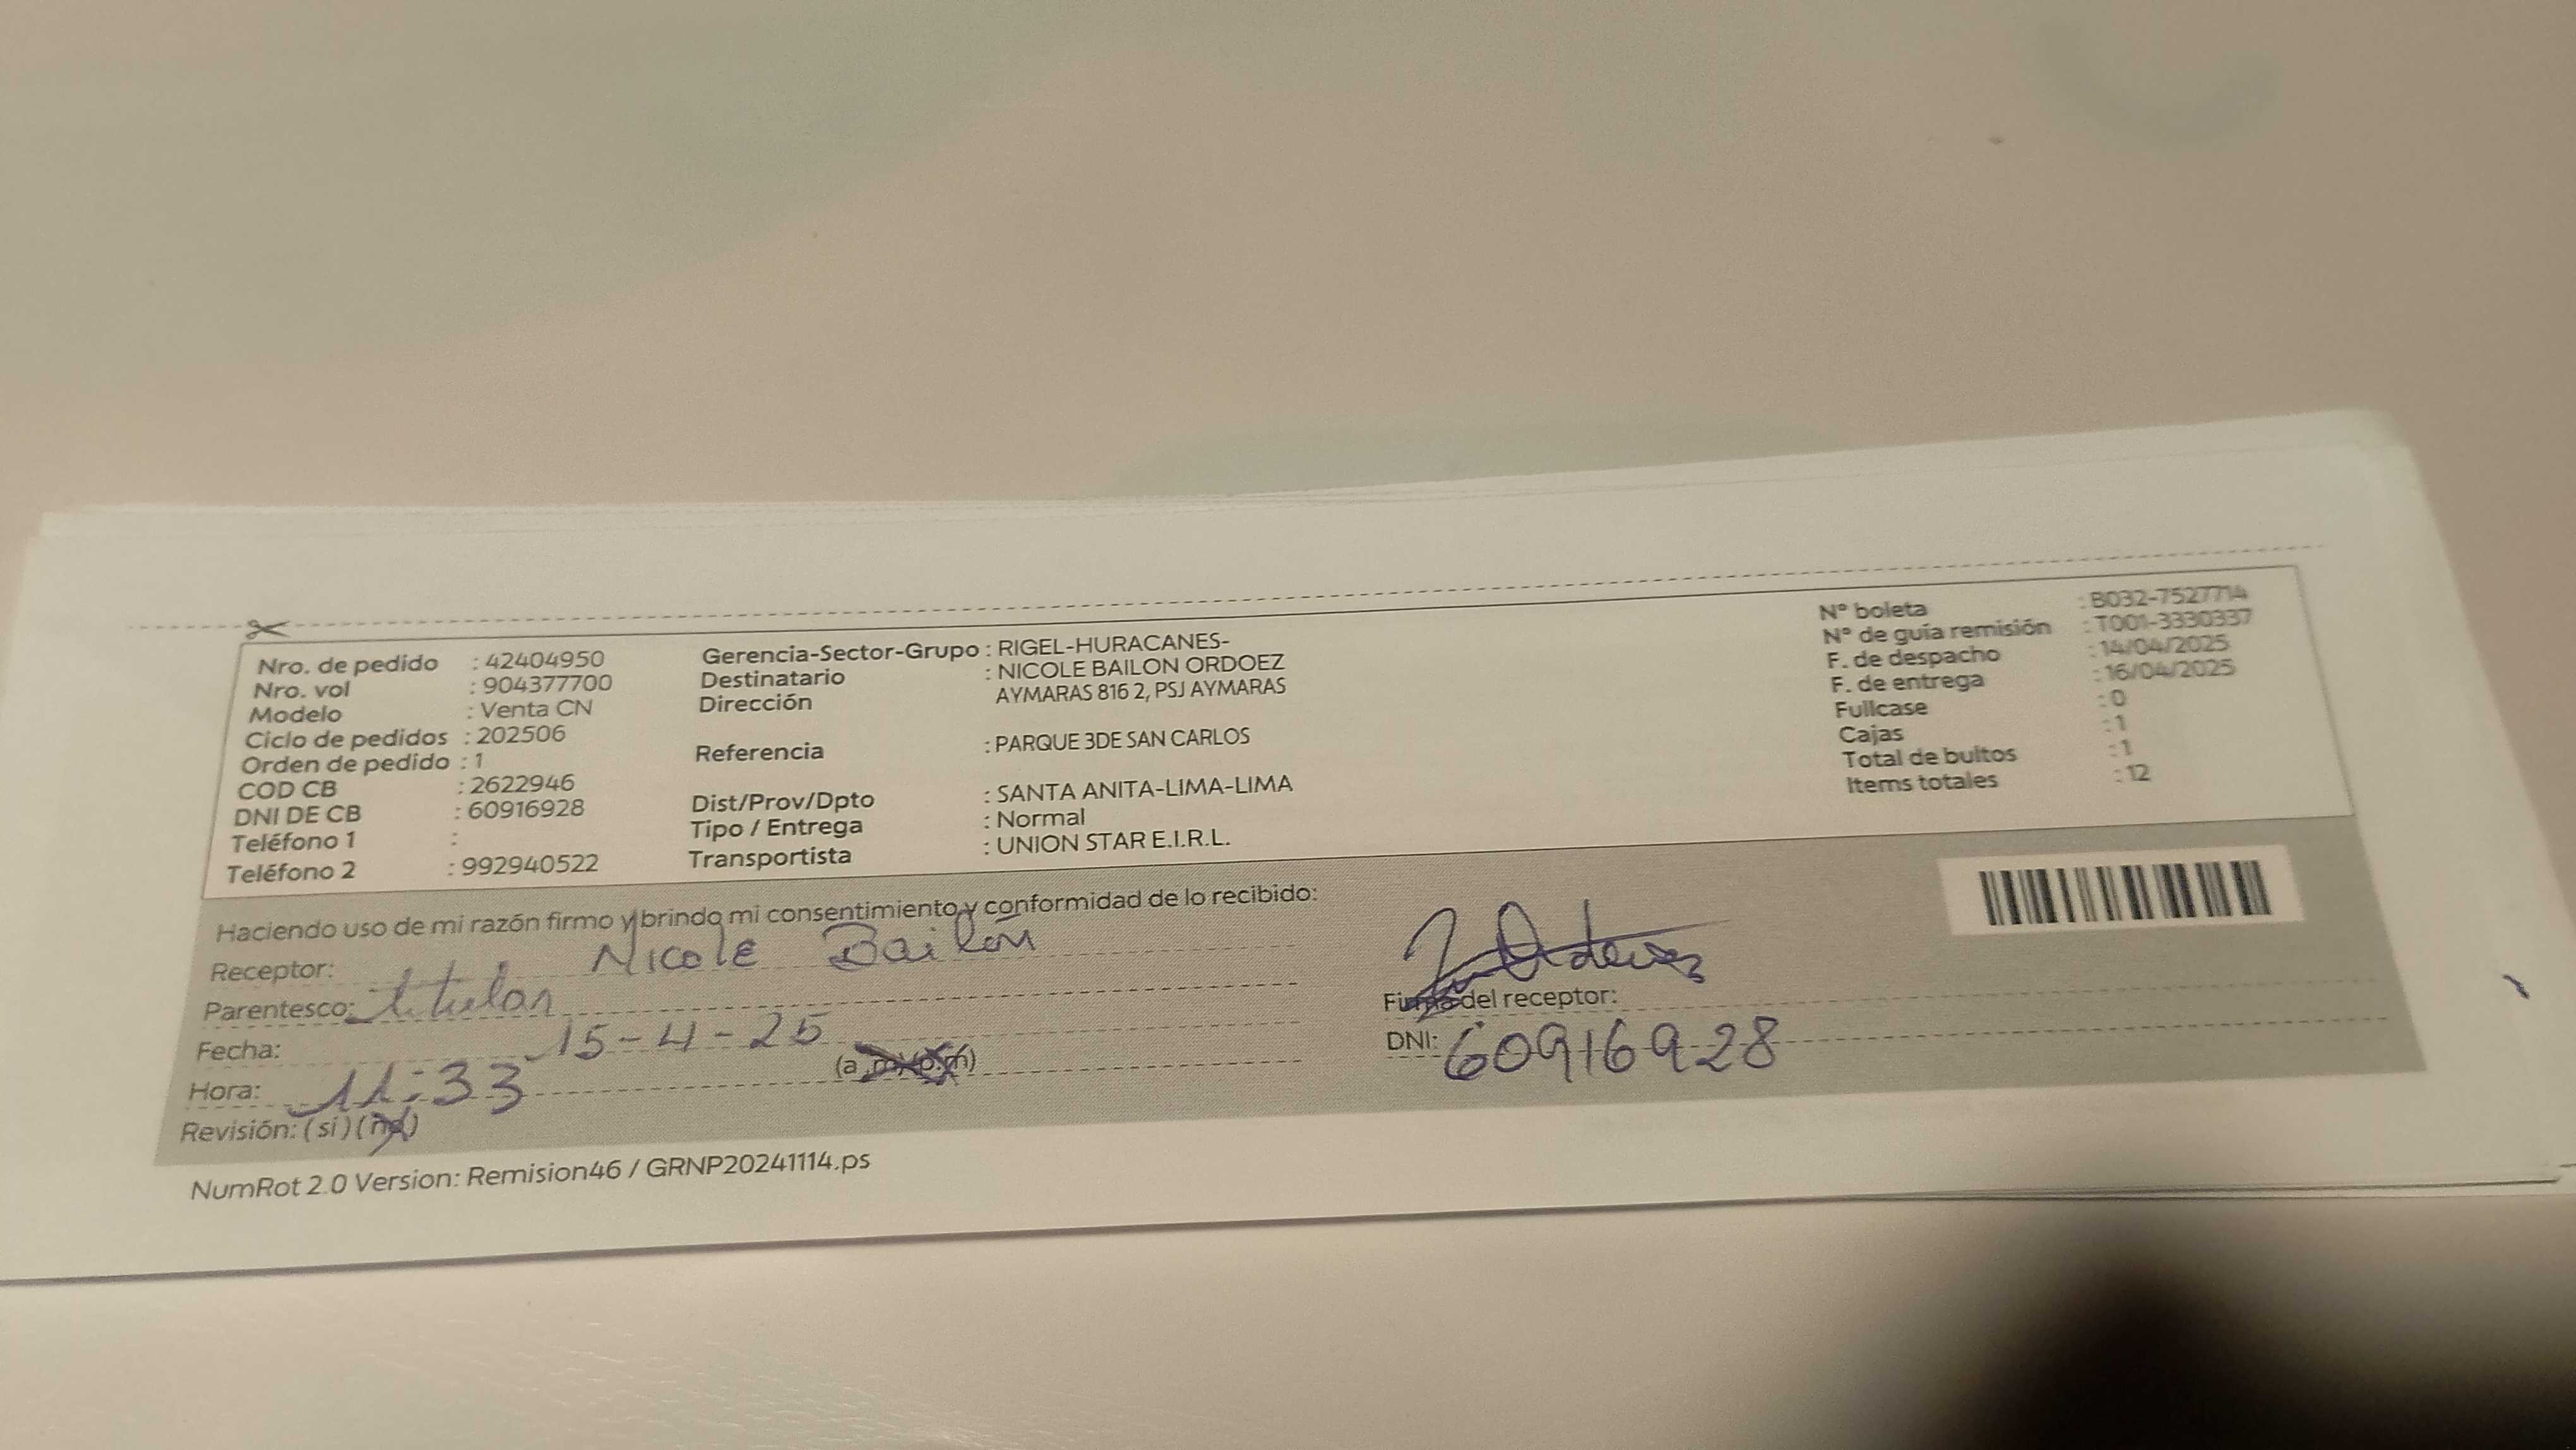 Nro. de pedido : 42404950
Nro. vol : 904377700
Modelo : Venta CN
Ciclo de pedidos : 202506
Orden de pedido : 1
COD CB : 2622946
DNI DE CB : 60916928
Teléfono 1 :
Teléfono 2 : 992940522
Gerencia-Sector-Grupo : RIGEL-HURACANES-
Destinatario : NICOLE BAILON ORDOEZ
Dirección AYMARAS 816 2, PSJ AYMARAS
Referencia : PARQUE 3DE SAN CARLOS
Dist/Prov/Dpto : SANTA ANITA-LIMA-LIMA
Tipo / Entrega : Normal
Transportista : UNION STAR E.I.R.L.
N° boleta : B032-7527714
N° de guía remisión : T001-3330337
F. de despacho : 14/04/2025
F. de entrega : 16/04/2025
Fullcase : 0
Cajas : 1
Total de bultos : 1
Items totales : 12
Haciendo uso de mi razón firmo y brindo mi consentimiento y conformidad de lo recibido:
Receptor: Nicole Bailón
Parentesco: titular
Fecha: 15-4-25
Hora: 11:33 (a.m) (p.m)
Revisión: (si) (no)
Firma del receptor:
DNI: 60916928
NumRot 2.0 Version: Remision46 / GRNP20241114.ps